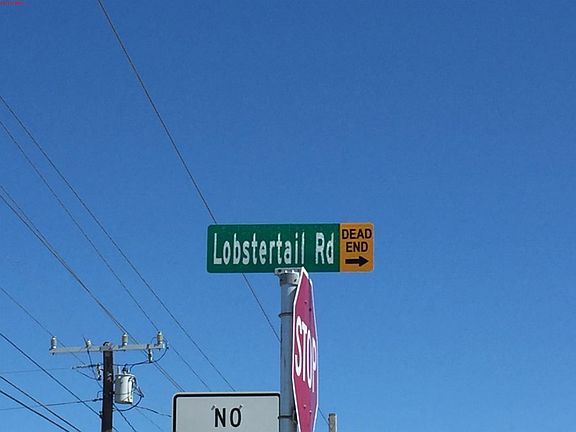 Lobstertail Rd
DEAD
END
STOP
NO